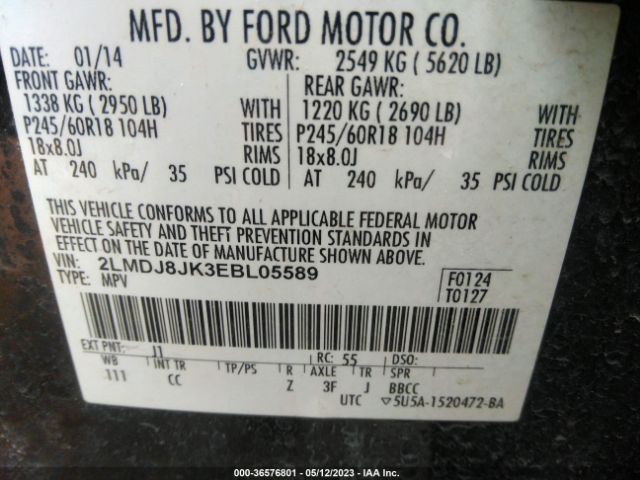 MFD. BY FORD MOTOR CO.
DATE: 01/14 GVWR: 2549 KG ( 5620 LB)
FRONT GAWR: REAR GAWR:
1338 KG ( 2950 LB) WITH 1220 KG ( 2690 LB) WITH
P245/60R18 104H TIRES P245/60R18 104H TIRES
18x8.0J RIMS 18x8.0J RIMS
AT 240 kPa/ 35 PSI COLD AT 240 kPa/ 35 PSI COLD
THIS VEHICLE CONFORMS TO ALL APPLICABLE FEDERAL MOTOR
VEHICLE SAFETY AND THEFT PREVENTION STANDARDS IN
EFFECT ON THE DATE OF MANUFACTURE SHOWN ABOVE.
VIN: 2LMDJ8JK3EBL05589 F0124
TYPE: MPV T0127
EXT PNT: J1 RC: 55 DSO:
WB INT TR TP/PS R AXLE TR SPR
111 CC Z 3F J BBCC
UTC ▽5U5A-1520472-BA
000-36576801 - 05/12/2023 - IAA Inc.